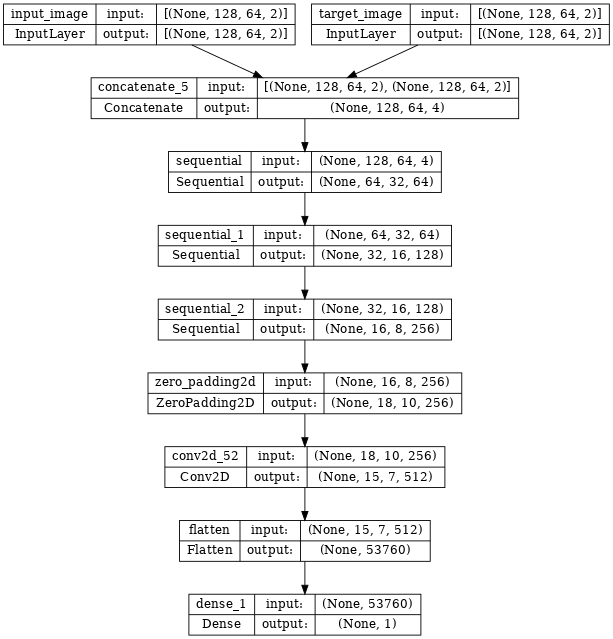 input_image input: [(None, 128, 64, 2)] target_image input: [(None, 128, 64, 2)]
InputLayer output: [(None, 128, 64, 2)] InputLayer output: [(None, 128, 64, 2)]
concatenate_5 input: [(None, 128, 64, 2), (None, 128, 64, 2)]
Concatenate output: (None, 128, 64, 4)
sequential input: (None, 128, 64, 4)
Sequential output: (None, 64, 32, 64)
sequential_1 input: (None, 64, 32, 64)
Sequential output: (None, 32, 16, 128)
sequential_2 input: (None, 32, 16, 128)
Sequential output: (None, 16, 8, 256)
zero_padding2d input: (None, 16, 8, 256)
ZeroPadding2D output: (None, 18, 10, 256)
conv2d_52 input: (None, 18, 10, 256)
Conv2D output: (None, 15, 7, 512)
flatten input: (None, 15, 7, 512)
Flatten output: (None, 53760)
dense_1 input: (None, 53760)
Dense output: (None, 1)